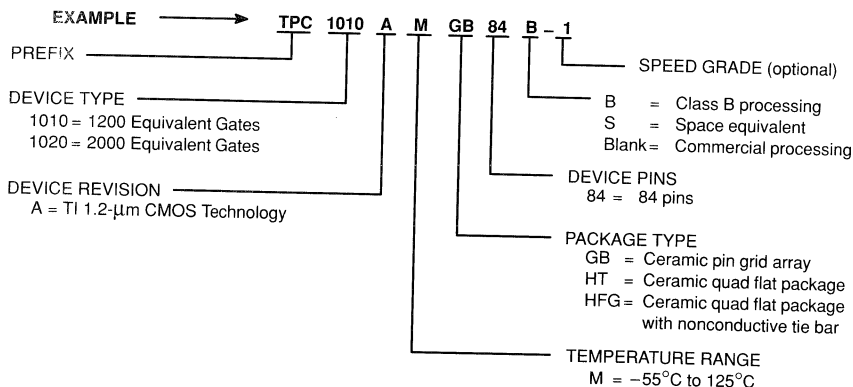 EXAMPLE
TPC 1010 A M GB 84 B – 1
PREFIX
SPEED GRADE (optional)
DEVICE TYPE
1010 = 1200 Equivalent Gates
1020 = 2000 Equivalent Gates
B = Class B processing
S = Space equivalent
Blank = Commercial processing
DEVICE PINS
84 = 84 pins
DEVICE REVISION
A = TI 1.2-μm CMOS Technology
PACKAGE TYPE
GB = Ceramic pin grid array
HT = Ceramic quad flat package
HFG = Ceramic quad flat package
with nonconductive tie bar
TEMPERATURE RANGE
M = –55°C to 125°C